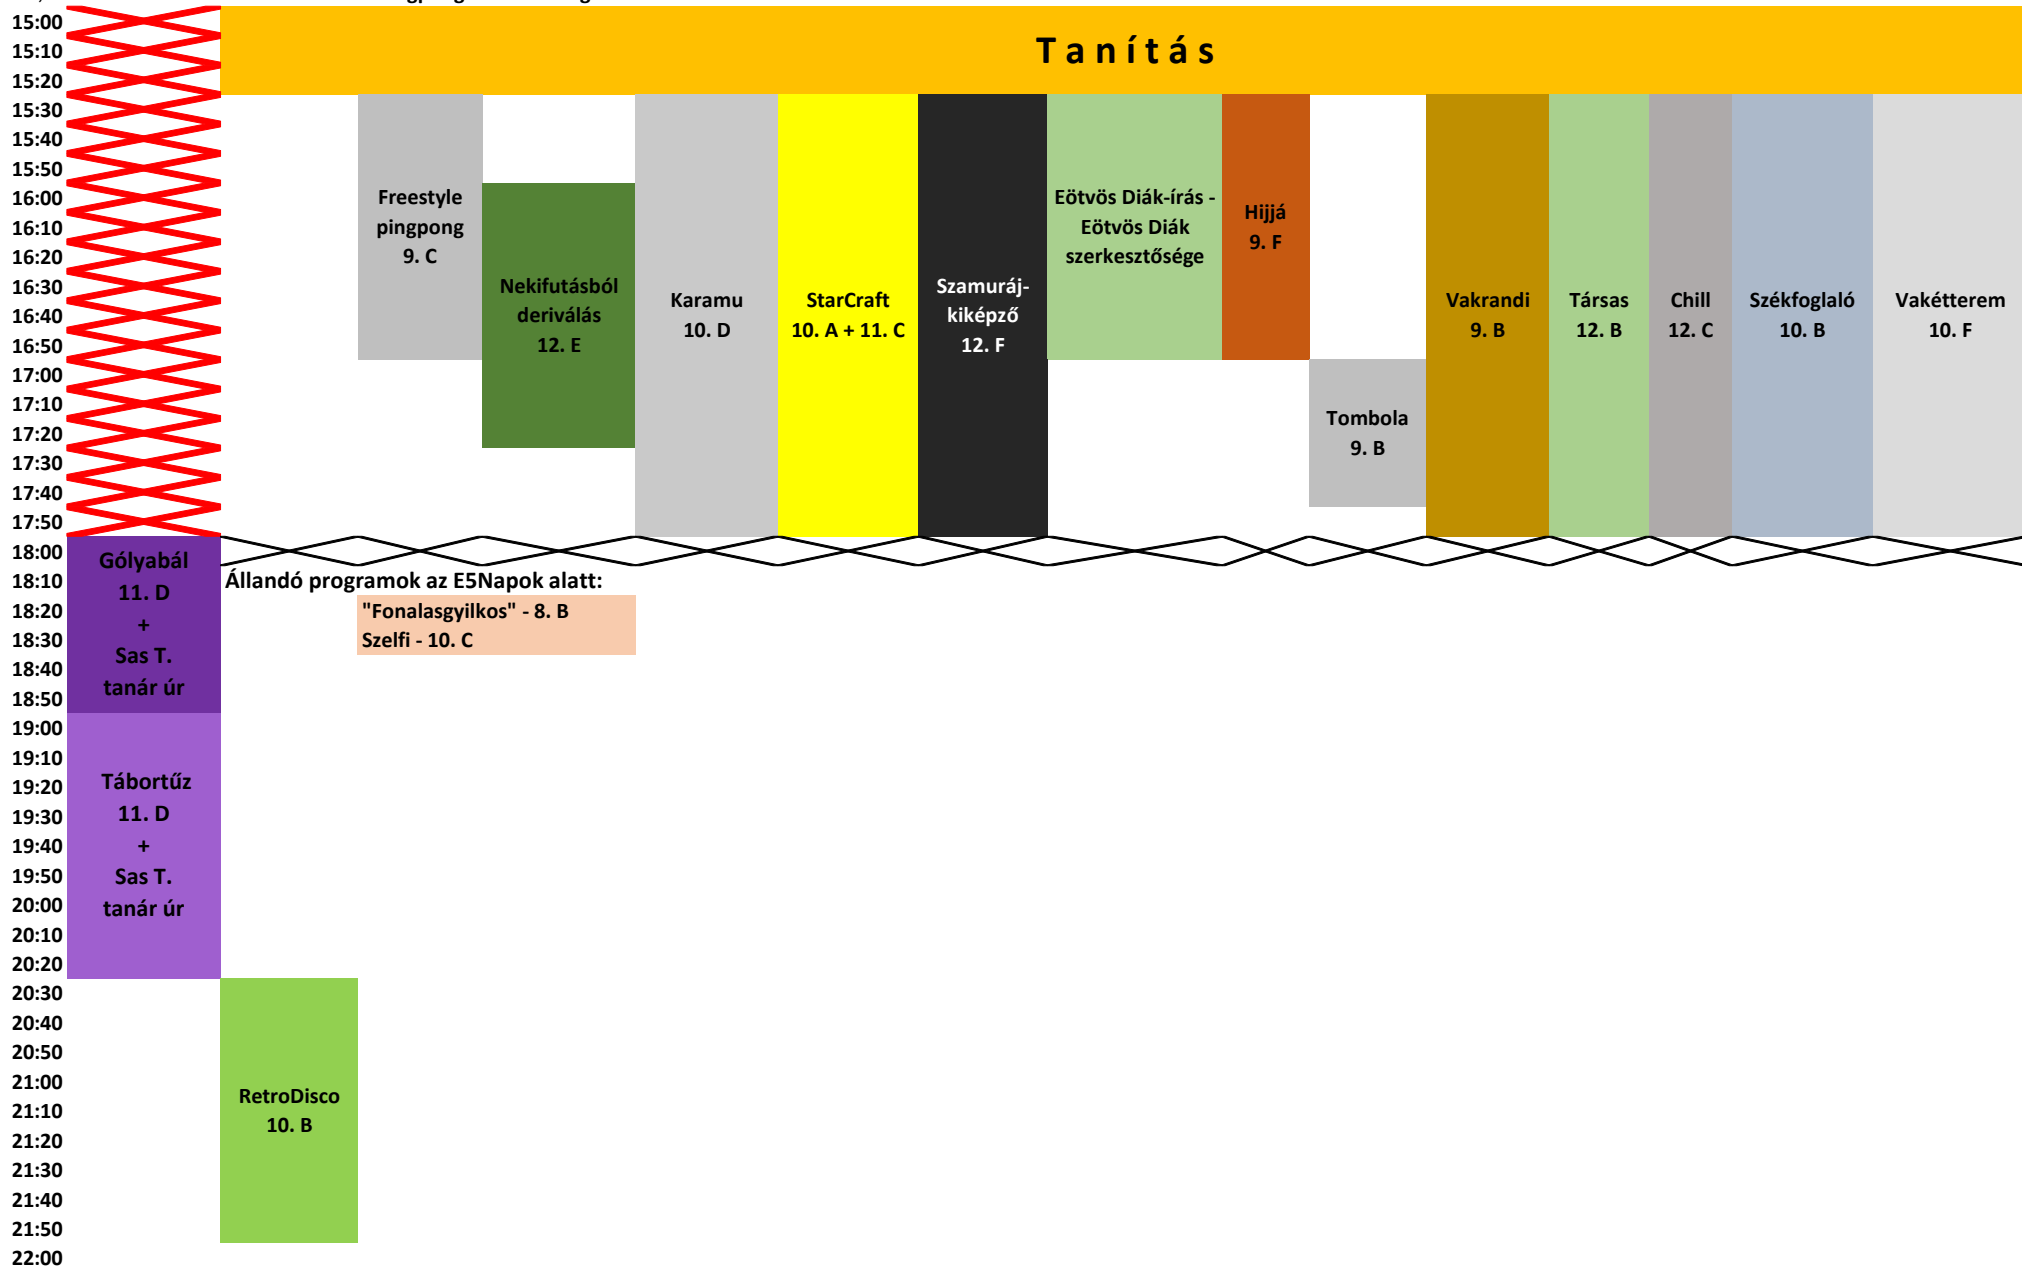 15:00
15:10
15:20
15:30
15:40
15:50
16:00
16:10
16:20
16:30
16:40
16:50
17:00
17:10
17:20
17:30
17:40
17:50
18:00
18:10
18:20
18:30
18:40
18:50
19:00
19:10
19:20
19:30
19:40
19:50
20:00
20:10
20:20
20:30
20:40
20:50
21:00
21:10
21:20
21:30
21:40
21:50
22:00
Tanítás
Freestyle
pingpong
9. C
Nekifutásból
deriválás
12. E
Karamu
10. D
StarCraft
10. A + 11. C
Szamuráj-
kiképző
12. F
Eötvös Diák-írás -
Eötvös Diák
szerkesztősége
Hijjá
9. F
Tombola
9. B
Vakrandi
9. B
Társas
12. B
Chill
12. C
Székfoglaló
10. B
Vakétterem
10. F
Gólyabál
11. D
+
Sas T.
tanár úr
Állandó programok az E5Napok alatt:
"Fonalasgyilkos" - 8. B
Szelfi - 10. C
Tábortűz
11. D
+
Sas T.
tanár úr
RetroDisco
10. B